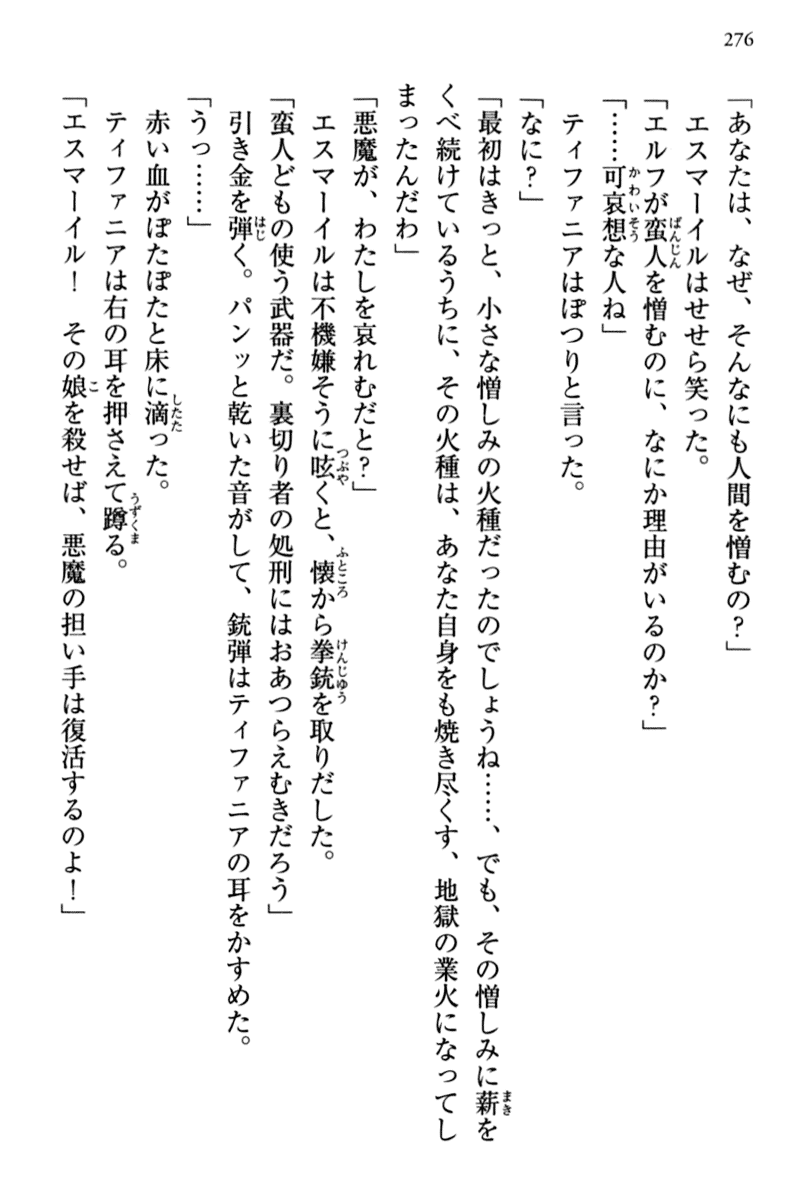 276
「あなたは、なぜ、そんなにも人間を憎むの?」
エスマーイルはせせら笑った。
「エルフが蛮人を憎むのに、なにか理由がいるのか?」
「……可哀想な人ね」
ティファニアはぽつりと言った。
「なに?」
「最初はきっと、小さな憎しみの火種だったのでしょうね……、でも、その憎しみに薪を
くべ続けているうちに、その火種は、あなた自身をも焼き尽くす、地獄の業火になってし
まったんだわ」
「悪魔が、わたしを哀れむだと?」
エスマーイルは不機嫌そうに呟くと、懐から拳銃を取りだした。
「蛮人どもの使う武器だ。裏切り者の処刑にはおあつらえむきだろう」
引き金を弾く。パンッと乾いた音がして、銃弾はティファニアの耳をかすめた。
「うっ……」
赤い血がぽたぽたと床に滴った。
ティファニアは右の耳を押さえて蹲る。
「エスマーイル! その娘を殺せば、悪魔の担い手は復活するのよ!」